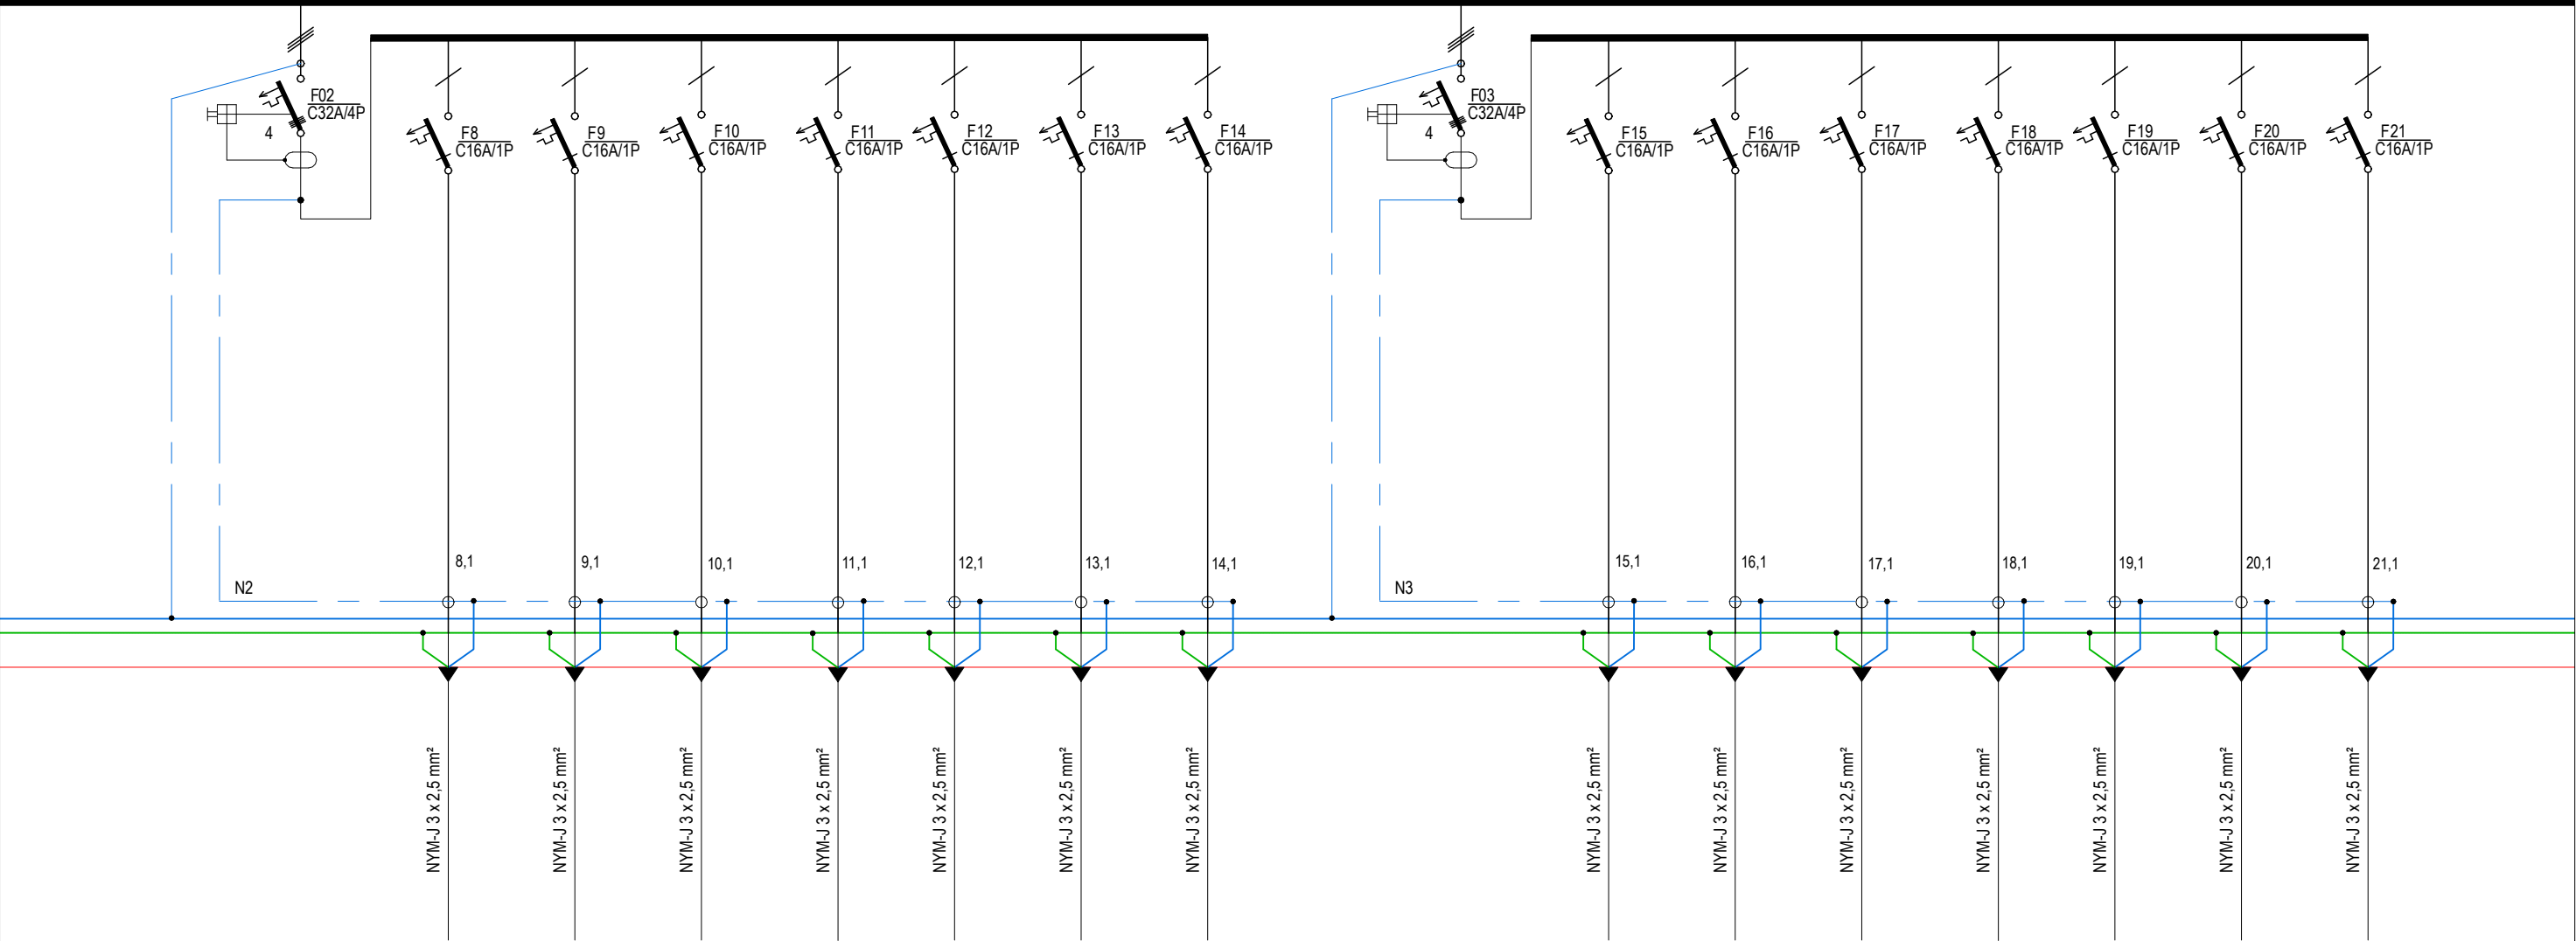 F02
C32A/4P
4
F8
C16A/1P
F9
C16A/1P
F10
C16A/1P
F11
C16A/1P
F12
C16A/1P
F13
C16A/1P
F14
C16A/1P
F03
C32A/4P
4
F15
C16A/1P
F16
C16A/1P
F17
C16A/1P
F18
C16A/1P
F19
C16A/1P
F20
C16A/1P
F21
C16A/1P
8,1
9,1
10,1
11,1
12,1
13,1
14,1
15,1
16,1
17,1
18,1
19,1
20,1
21,1
N2
N3
NYM-J 3 x 2,5 mm²
NYM-J 3 x 2,5 mm²
NYM-J 3 x 2,5 mm²
NYM-J 3 x 2,5 mm²
NYM-J 3 x 2,5 mm²
NYM-J 3 x 2,5 mm²
NYM-J 3 x 2,5 mm²
NYM-J 3 x 2,5 mm²
NYM-J 3 x 2,5 mm²
NYM-J 3 x 2,5 mm²
NYM-J 3 x 2,5 mm²
NYM-J 3 x 2,5 mm²
NYM-J 3 x 2,5 mm²
NYM-J 3 x 2,5 mm²